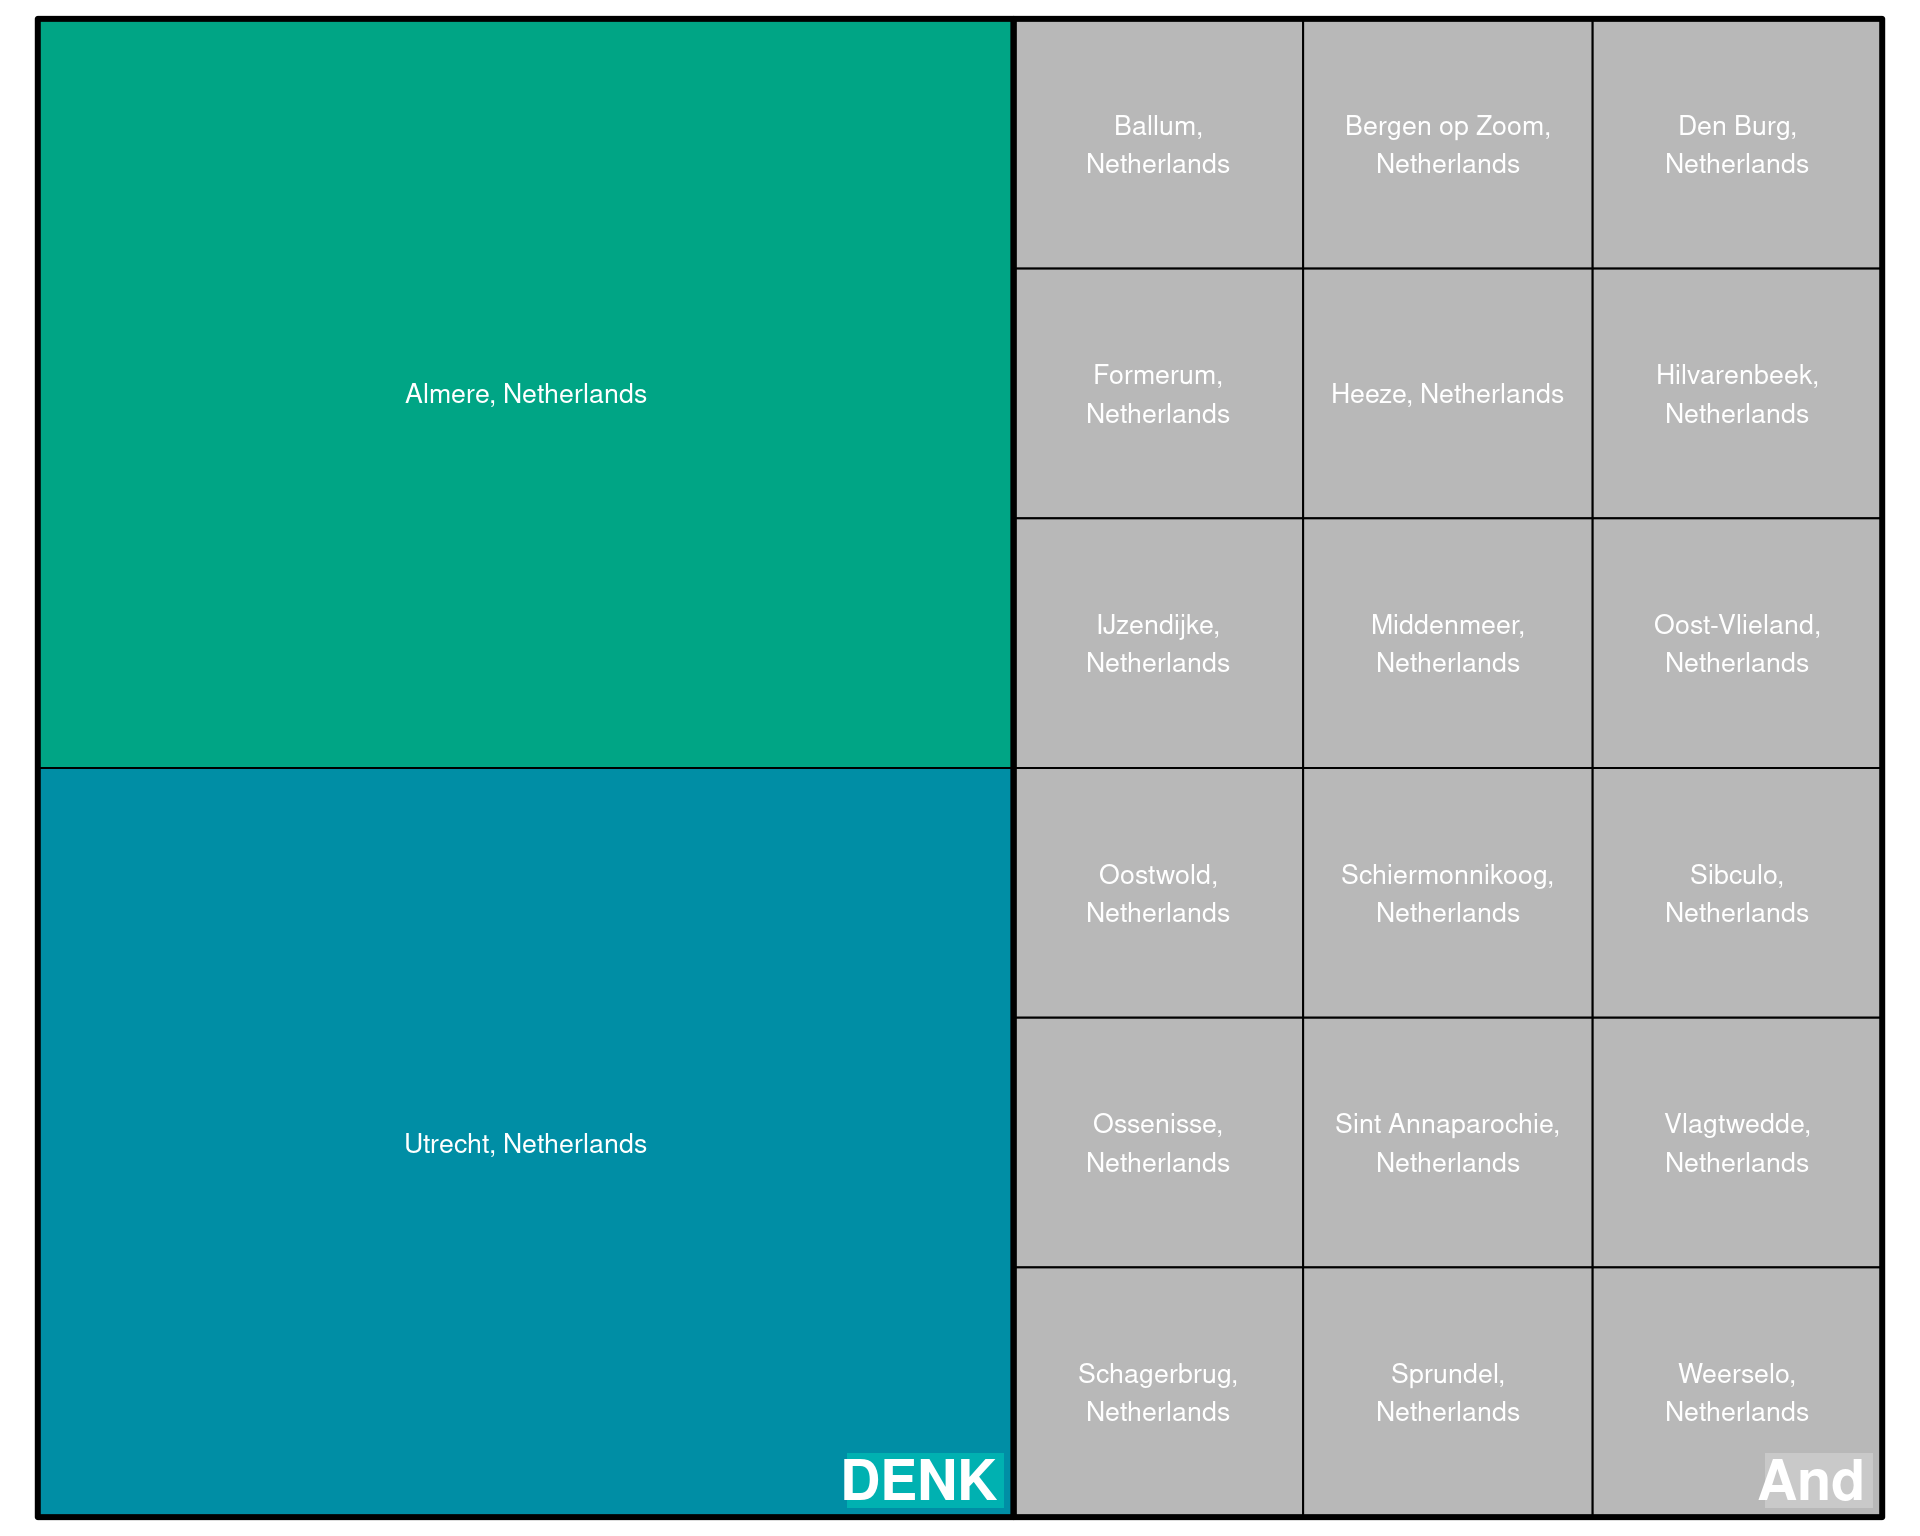 Almere, Netherlands
Utrecht, Netherlands
DENK
Ballum,
Netherlands
Bergen op Zoom,
Netherlands
Den Burg,
Netherlands
Formerum,
Netherlands
Heeze, Netherlands
Hilvarenbeek,
Netherlands
IJzendijke,
Netherlands
Middenmeer,
Netherlands
Oost-Vlieland,
Netherlands
Oostwold,
Netherlands
Schiermonnikoog,
Netherlands
Sibculo,
Netherlands
Ossenisse,
Netherlands
Sint Annaparochie,
Netherlands
Vlagtwedde,
Netherlands
Schagerbrug,
Netherlands
Sprundel,
Netherlands
Weerselo,
Netherlands
And